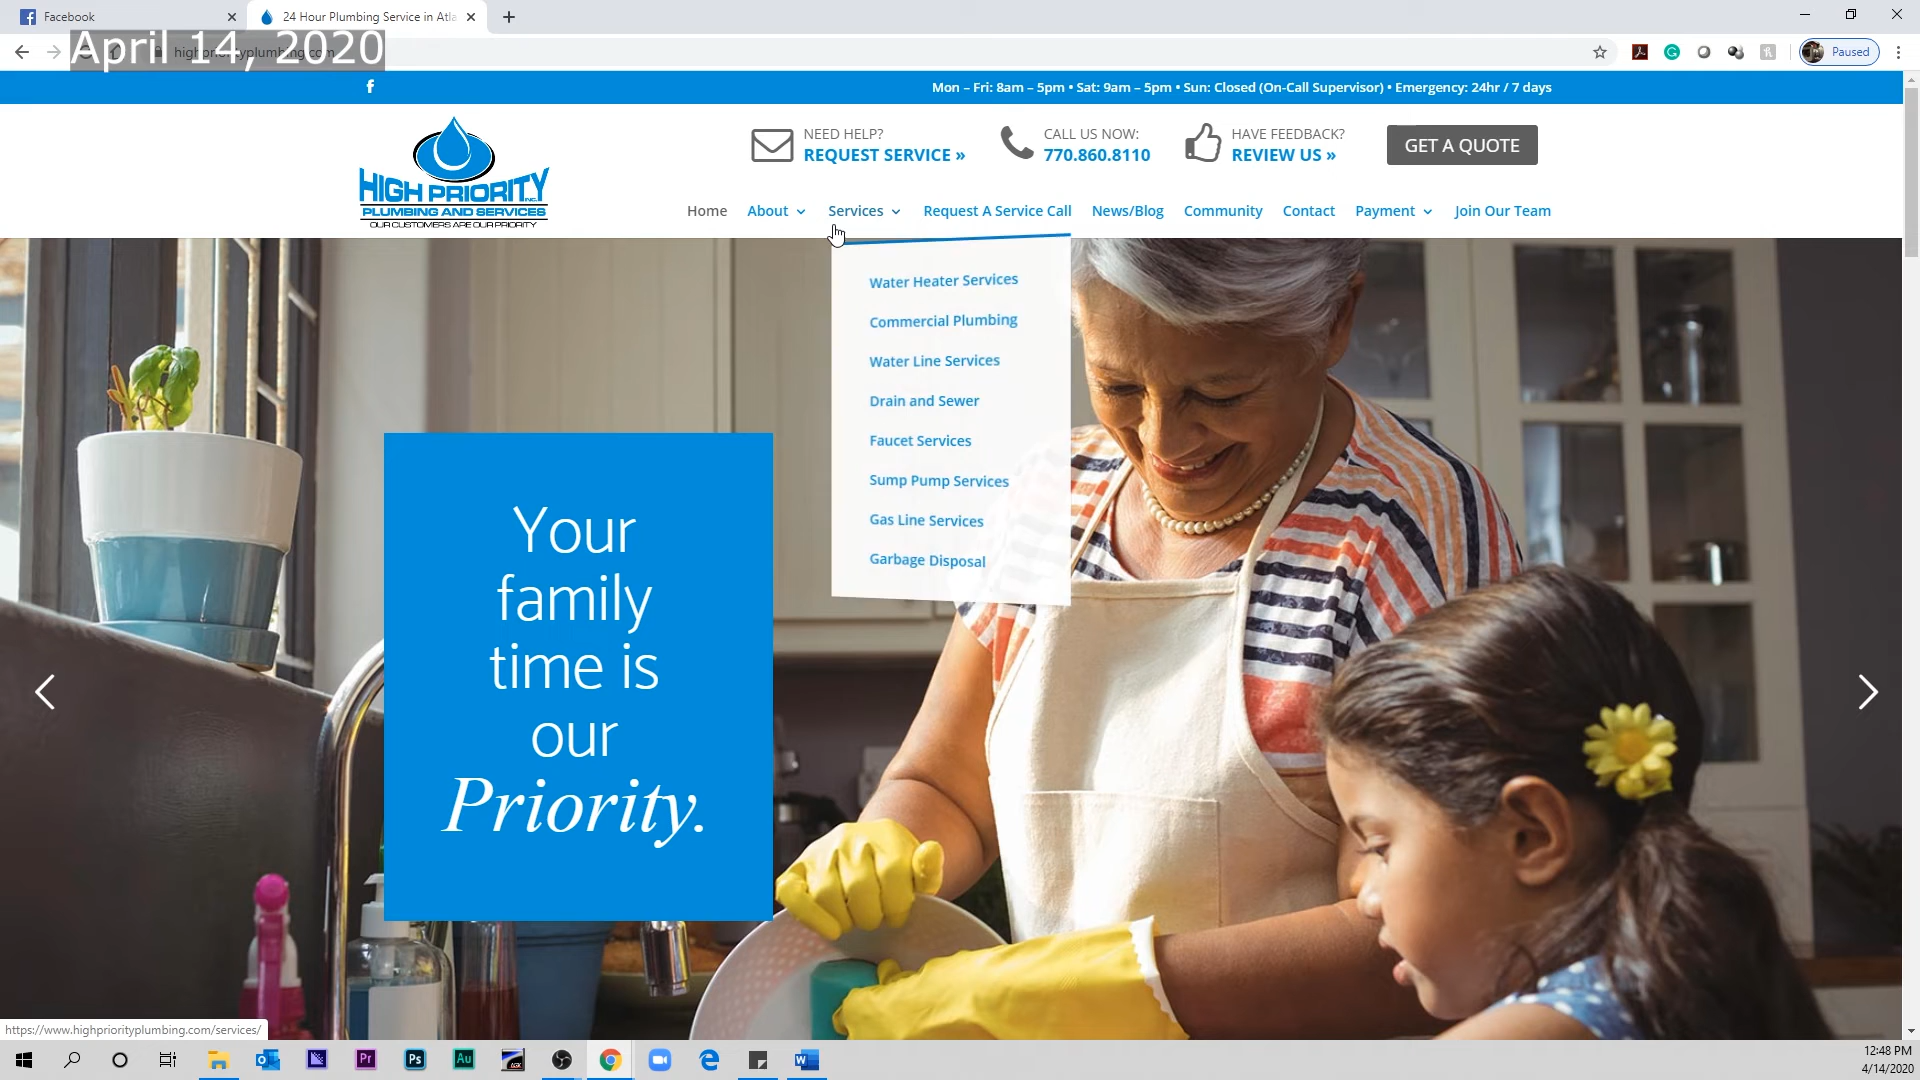 Facebook
24 Hour Plumbing Service in Atla
April 14, 2020
Paused
Mon – Fri: 8am – 5pm • Sat: 9am – 5pm • Sun: Closed (On-Call Supervisor) • Emergency: 24hr / 7 days
HIGH PRIORITY INC.
PLUMBING AND SERVICES
OUR CUSTOMERS ARE OUR PRIORITY
NEED HELP?
REQUEST SERVICE »
CALL US NOW:
770.860.8110
HAVE FEEDBACK?
REVIEW US »
GET A QUOTE
Home About Services Request A Service Call News/Blog Community Contact Payment Join Our Team
Water Heater Services
Commercial Plumbing
Water Line Services
Drain and Sewer
Faucet Services
Sump Pump Services
Gas Line Services
Garbage Disposal
Your
family
time is
our
Priority.
https://www.highpriorityplumbing.com/services/
Pr
Ps
Au
12:48 PM
4/14/2020